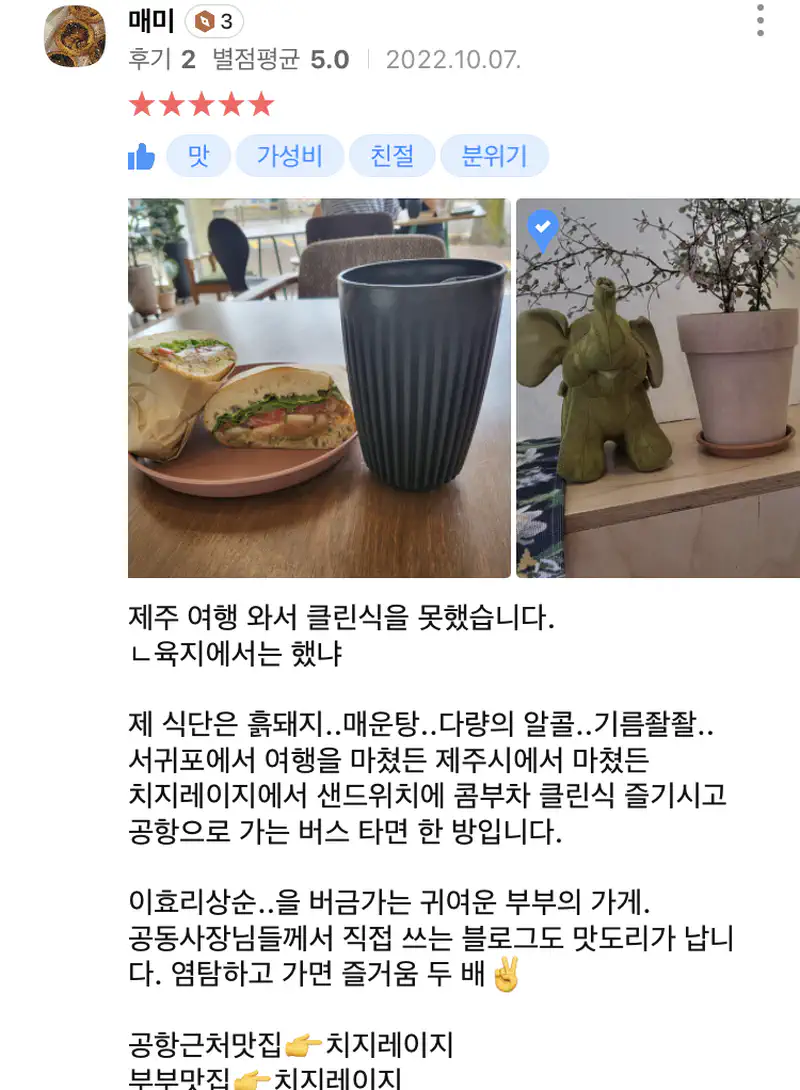 매미 3
후기 2 별점평균 5.0 2022.10.07.
맛 가성비 친절 분위기
제주 여행 와서 클린식을 못했습니다.
ㄴ육지에서는 했냐
제 식단은 흙돼지..매운탕..다량의 알콜..기름좔좔..
서귀포에서 여행을 마쳤든 제주시에서 마쳤든
치지레이지에서 샌드위치에 콤부차 클린식 즐기시고
공항으로 가는 버스 타면 한 방입니다.
이효리상순..을 버금가는 귀여운 부부의 가게.
공동사장님들께서 직접 쓰는 블로그도 맛도리가 납니
다. 염탐하고 가면 즐거움 두 배✌️
공항근처맛집👉치지레이지
부부맛집👉치지레이지